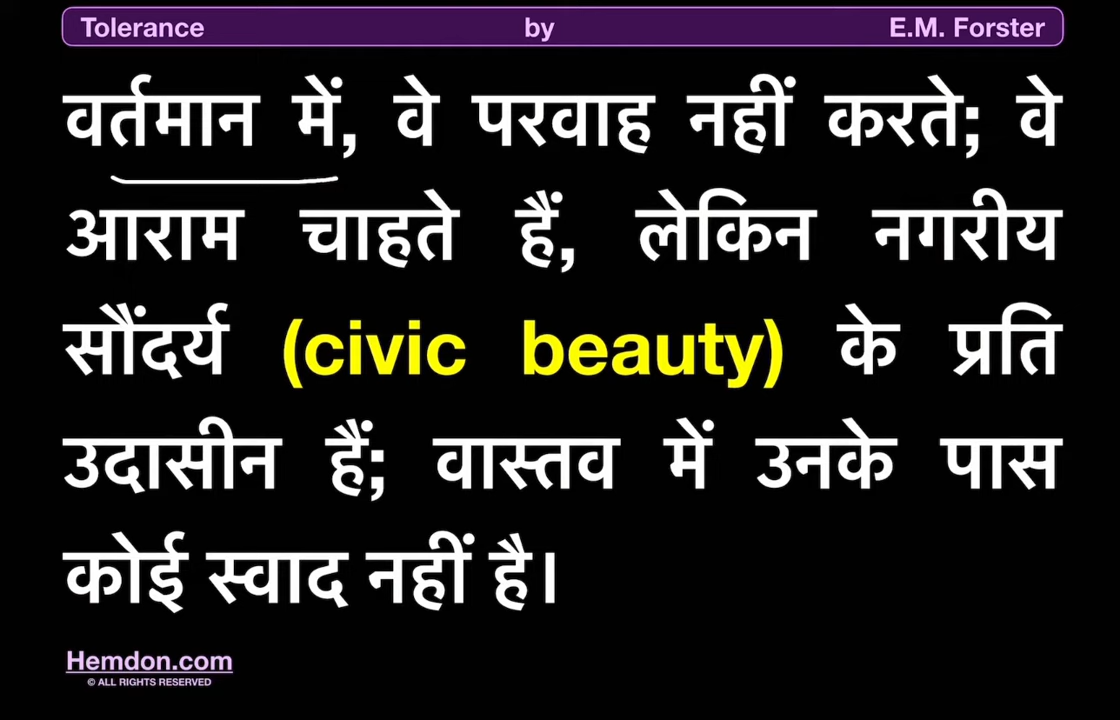 Tolerance by E.M. Forster
वर्तमान में, वे परवाह नहीं करते; वे
आराम चाहते हैं, लेकिन नगरीय
सौंदर्य (civic beauty) के प्रति
उदासीन हैं; वास्तव में उनके पास
कोई स्वाद नहीं है।
Hemdon.com
© ALL RIGHTS RESERVED